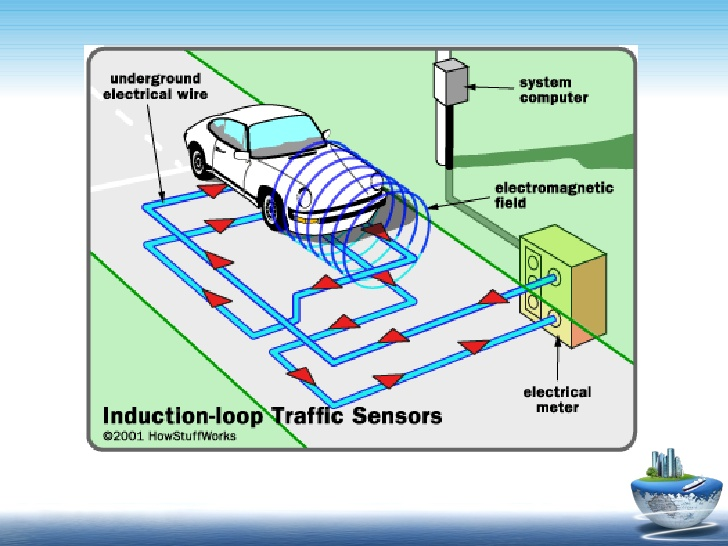 underground
electrical wire
system
computer
electromagnetic
field
electrical
meter
Induction-loop Traffic Sensors
©2001 HowStuffWorks